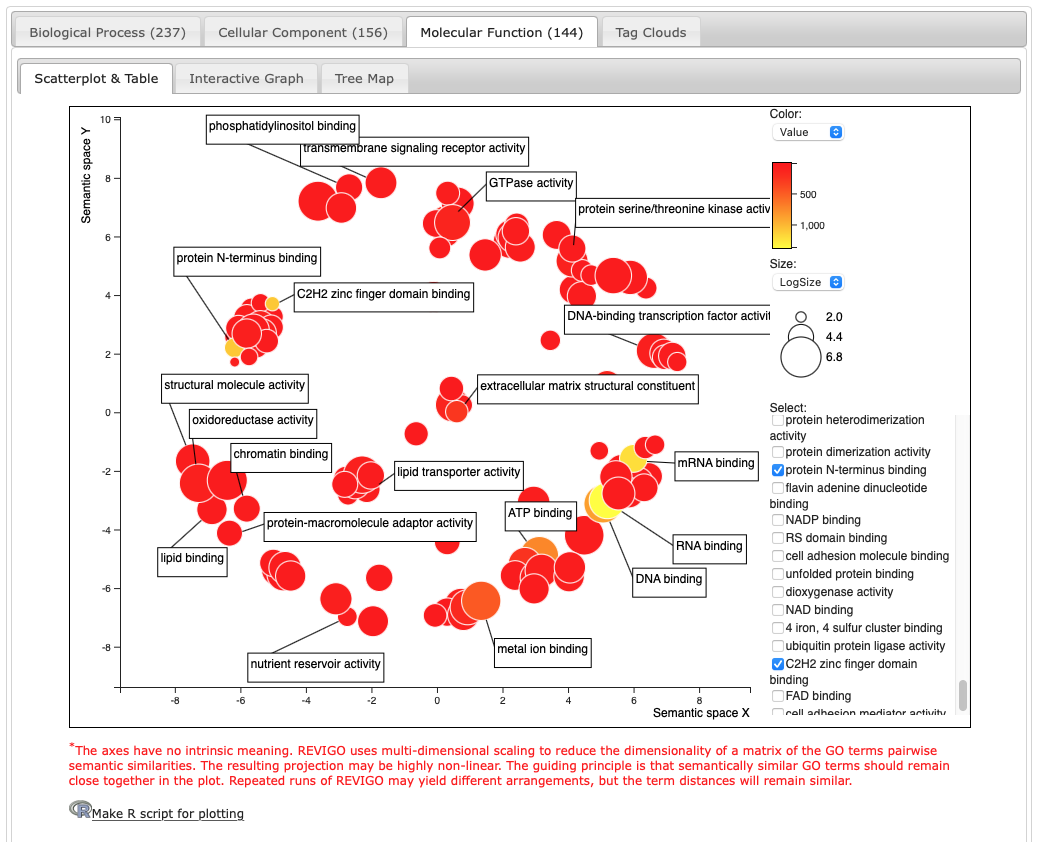 Biological Process (237)
Cellular Component (156)
Molecular Function (144)
Tag Clouds
Scatterplot & Table
Interactive Graph
Tree Map
Semantic space Y
10
8
6
4
2
0
-2
-4
-6
-8
phosphatidylinositol binding
transmembrane signaling receptor activity
GTPase activity
protein serine/threonine kinase activ
protein N-terminus binding
C2H2 zinc finger domain binding
DNA-binding transcription factor activit
structural molecule activity
extracellular matrix structural constituent
oxidoreductase activity
chromatin binding
lipid transporter activity
mRNA binding
ATP binding
protein-macromolecule adaptor activity
RNA binding
lipid binding
DNA binding
metal ion binding
nutrient reservoir activity
-8
-6
-4
-2
0
2
4
6
8
Semantic space X
Color:
Value
500
1,000
Size:
LogSize
2.0
4.4
6.8
Select:
protein heterodimerization
activity
protein dimerization activity
protein N-terminus binding
flavin adenine dinucleotide
binding
NADP binding
RS domain binding
cell adhesion molecule binding
unfolded protein binding
dioxygenase activity
NAD binding
4 iron, 4 sulfur cluster binding
ubiquitin protein ligase activity
C2H2 zinc finger domain
binding
FAD binding
cell adhesion mediator activity
*The axes have no intrinsic meaning. REVIGO uses multi-dimensional scaling to reduce the dimensionality of a matrix of the GO terms pairwise
semantic similarities. The resulting projection may be highly non-linear. The guiding principle is that semantically similar GO terms should remain
close together in the plot. Repeated runs of REVIGO may yield different arrangements, but the term distances will remain similar.
R
Make R script for plotting